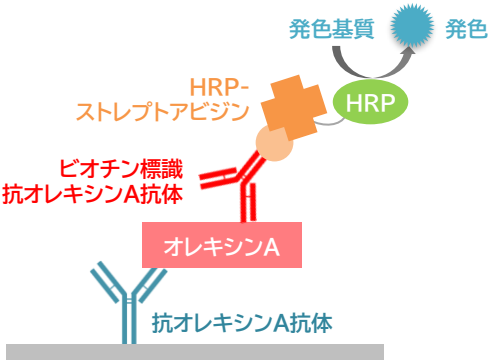 発色基質
発色
HRP-
ストレプトアビジン
HRP
ビオチン標識
抗オレキシンA抗体
オレキシンA
抗オレキシンA抗体